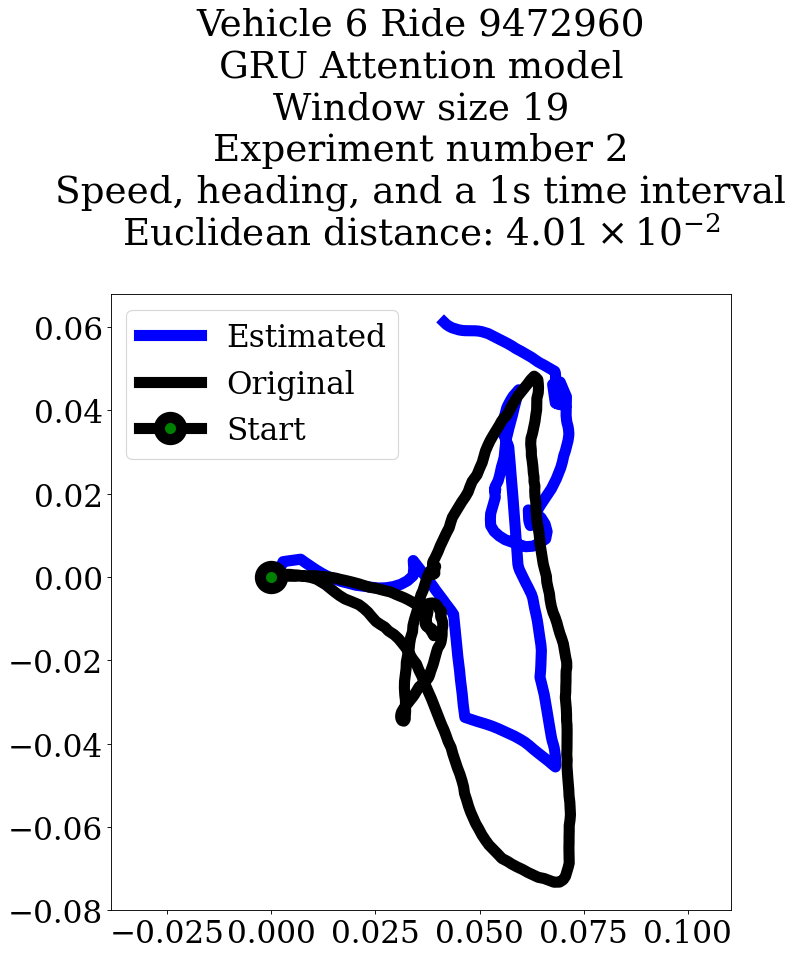 Vehicle 6 Ride 9472960
GRU Attention model
Window size 19
Experiment number 2
Speed, heading, and a 1s time interval
Euclidean distance: 4.01 × 10⁻²
Estimated
Original
Start
0.06
0.04
0.02
0.00
−0.02
−0.04
−0.06
−0.08
−0.025 0.000 0.025 0.050 0.075 0.100